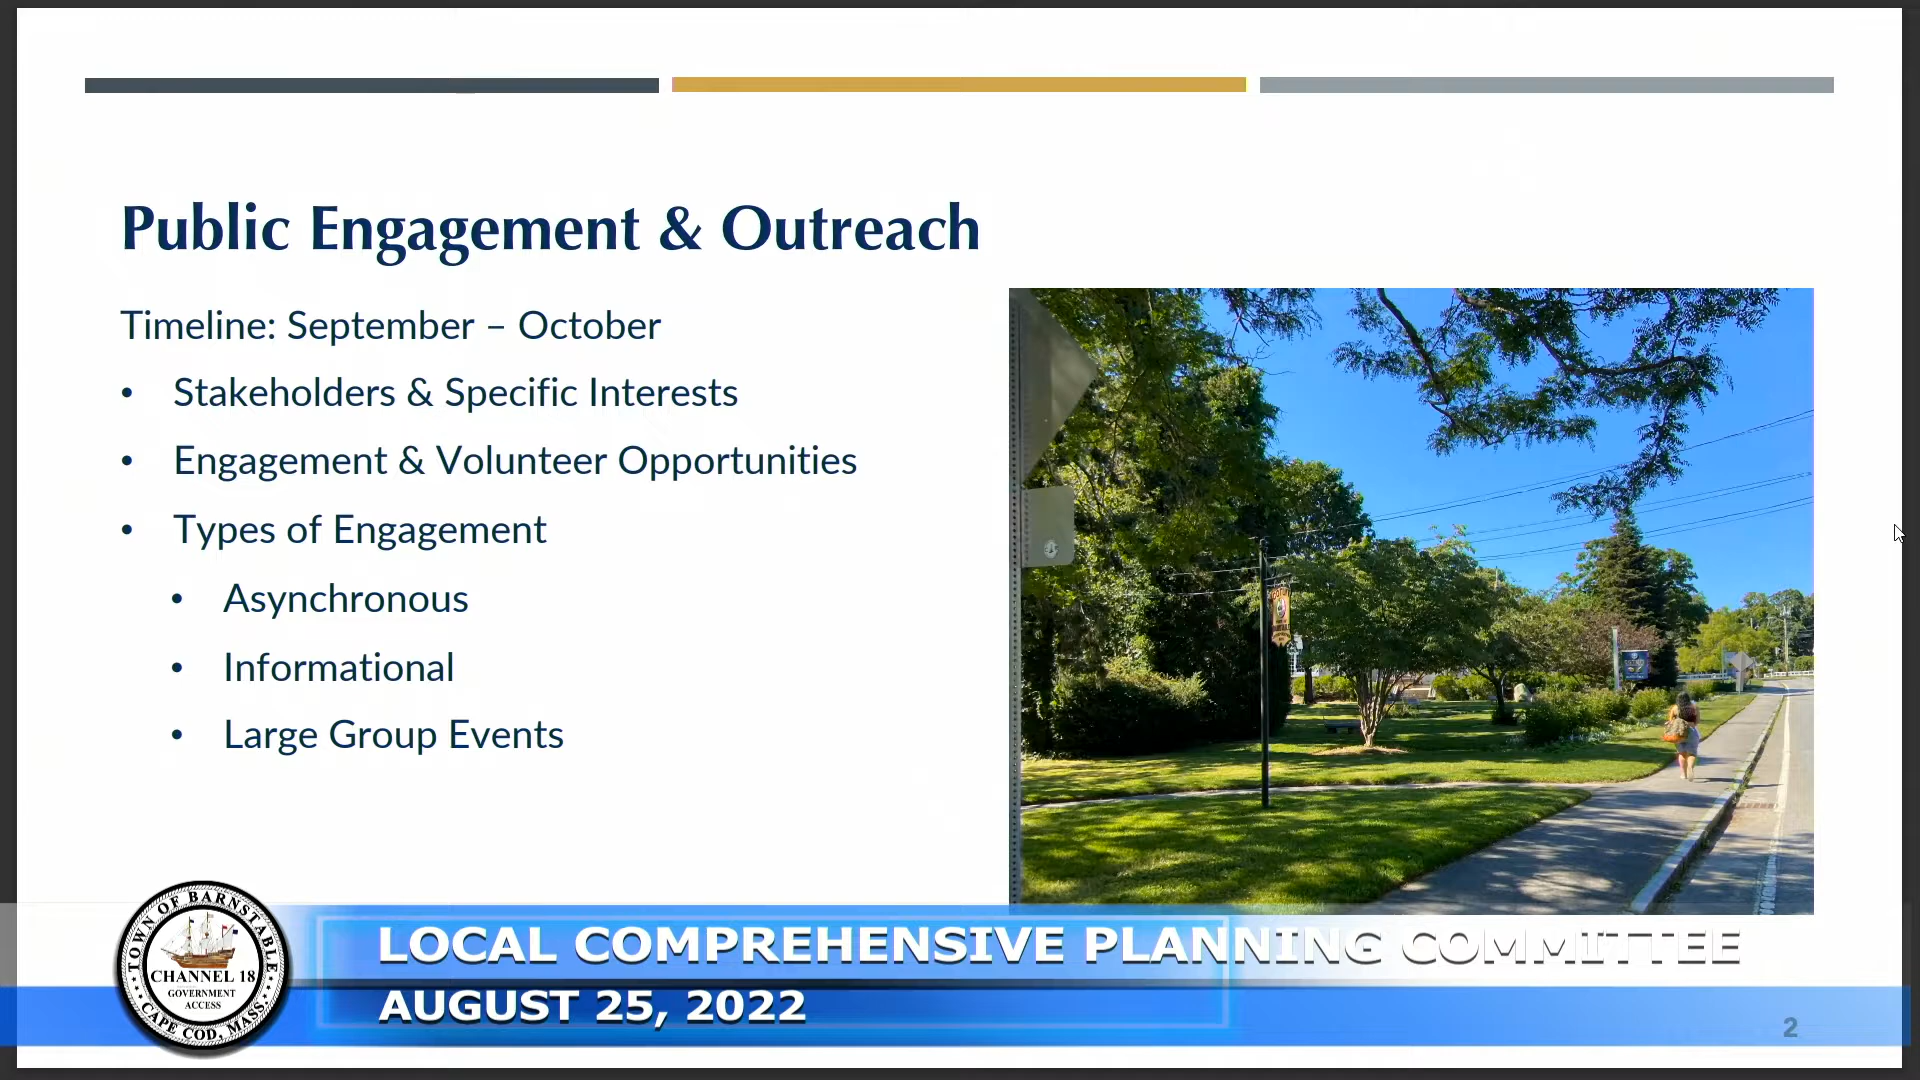 Public Engagement & Outreach
Timeline: September – October
• Stakeholders & Specific Interests
• Engagement & Volunteer Opportunities
• Types of Engagement
• Asynchronous
• Informational
• Large Group Events
TOWN OF BARNSTABLE
CHANNEL 18
GOVERNMENT
ACCESS
CAPE COD, MASS.
LOCAL COMPREHENSIVE PLANNING COMMITTEE
AUGUST 25, 2022
2